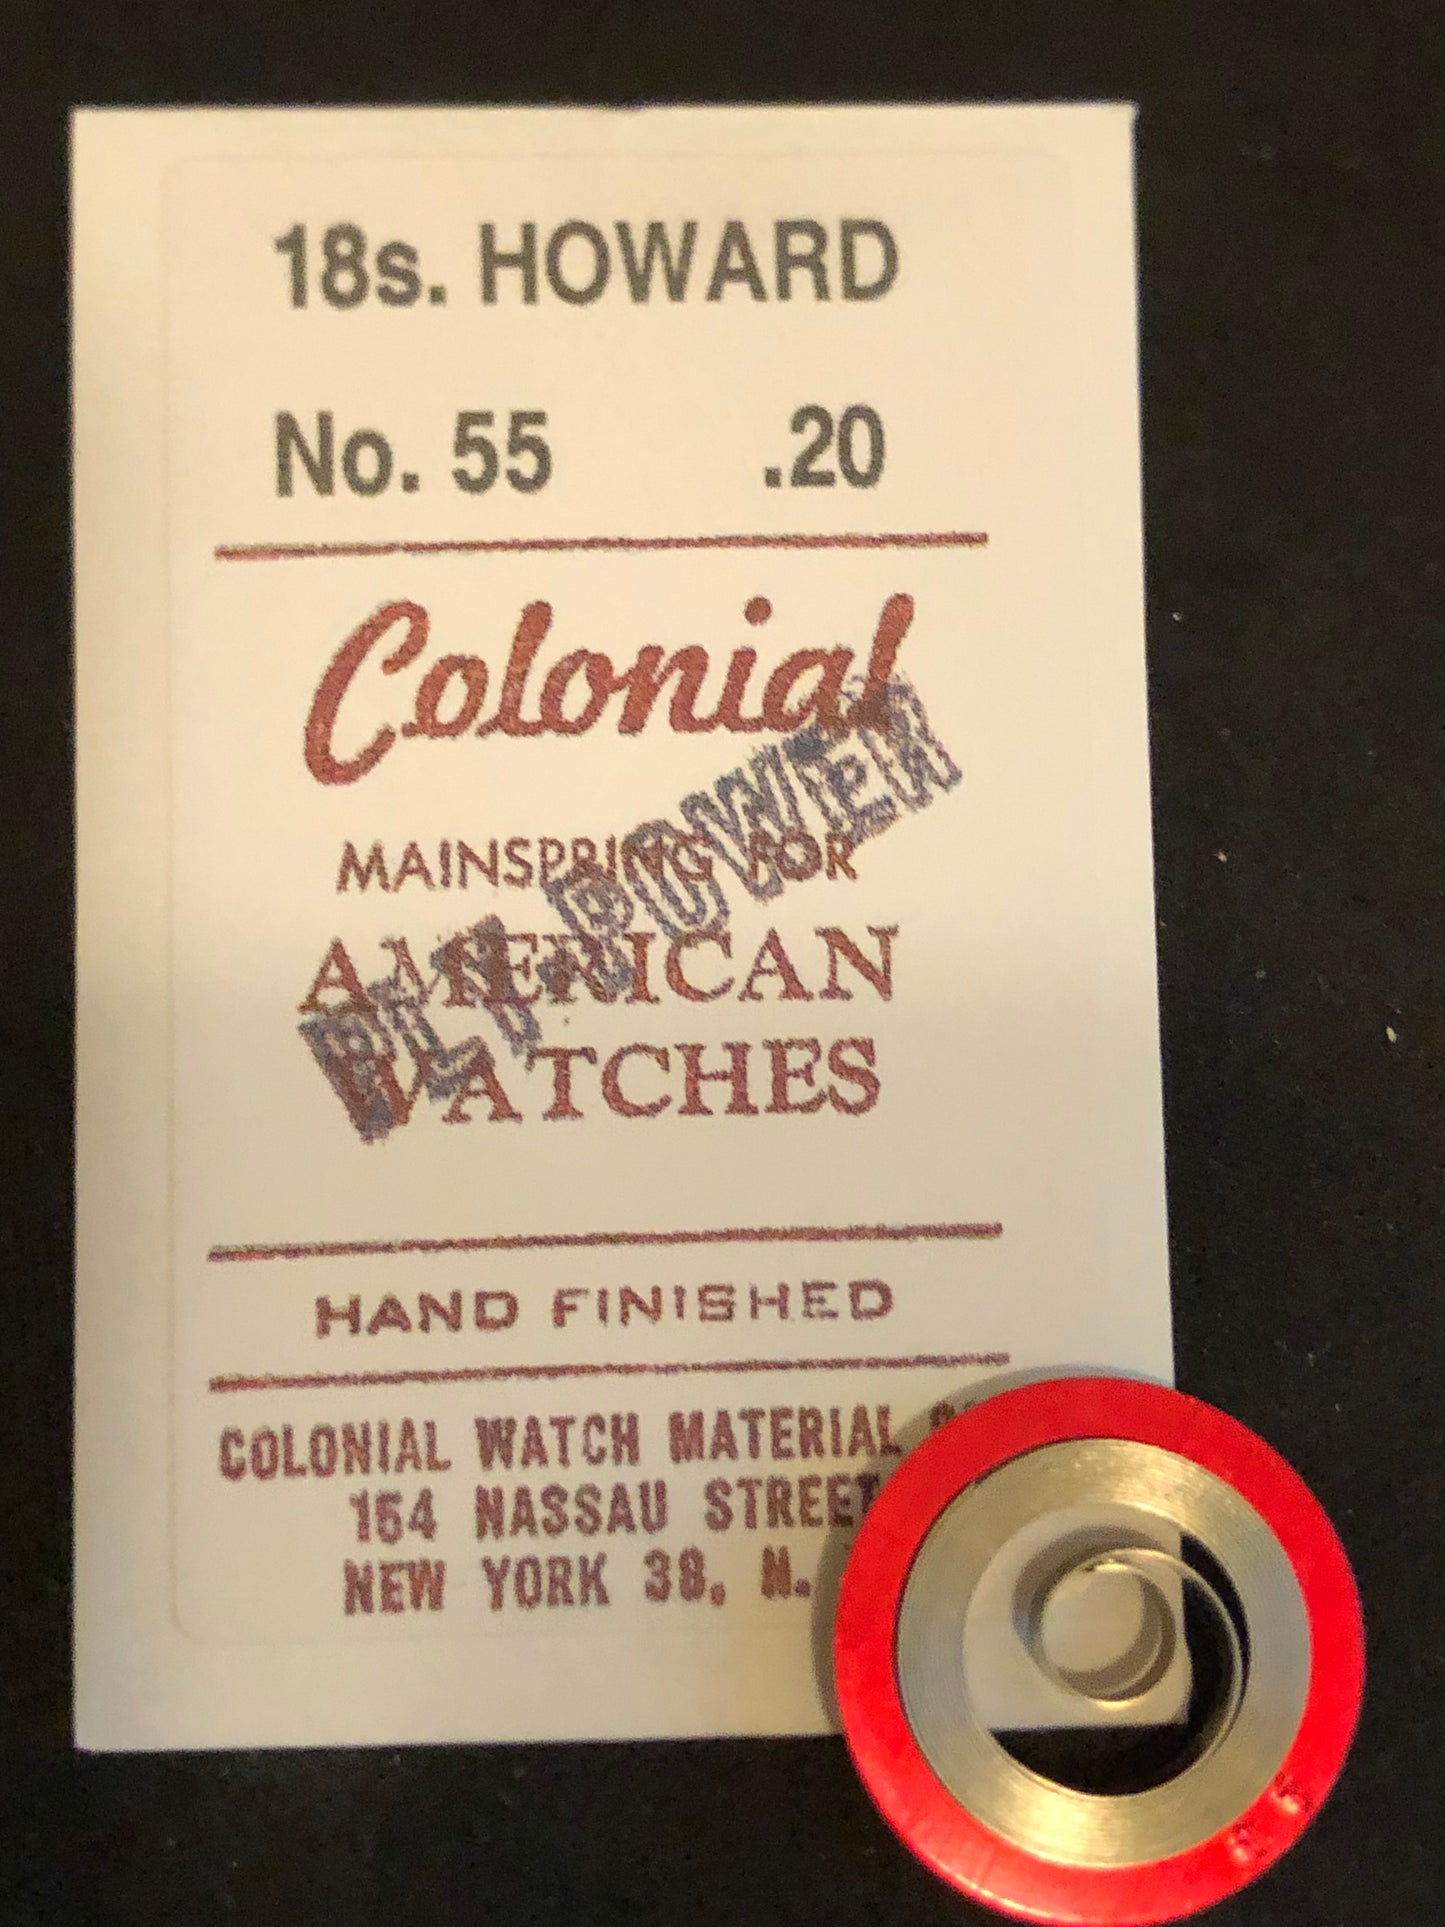 18s. HOWARD
No. 55 .20
Colonial
MAINSPRING FOR
AMERICAN
WATCHES
HAND FINISHED
COLONIAL WATCH MATERIAL
154 NASSAU STREET
NEW YORK 38, N.